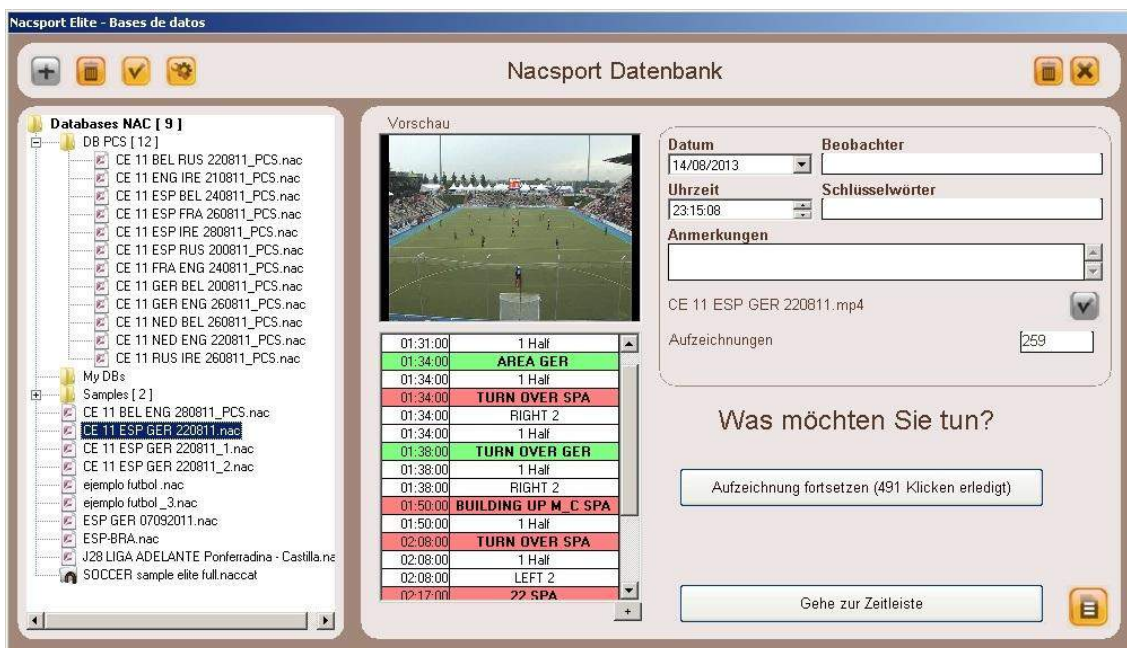 Nacsport Elite - Bases de datos
Nacsport Datenbank
Databases NAC [ 9 ]
DB PCS [ 12 ]
CE 11 BEL RUS 220811_PCS.nac
CE 11 ENG IRE 210811_PCS.nac
CE 11 ESP BEL 240811_PCS.nac
CE 11 ESP FRA 260811_PCS.nac
CE 11 ESP IRE 280811_PCS.nac
CE 11 ESP RUS 200811_PCS.nac
CE 11 FRA ENG 240811_PCS.nac
CE 11 GER BEL 200811_PCS.nac
CE 11 GER ENG 260811_PCS.nac
CE 11 NED BEL 260811_PCS.nac
CE 11 NED ENG 220811_PCS.nac
CE 11 RUS IRE 260811_PCS.nac
My DBs
Samples [ 2 ]
CE 11 BEL ENG 280811_PCS.nac
CE 11 ESP GER 220811.nac
CE 11 ESP GER 220811_1.nac
CE 11 ESP GER 220811_2.nac
ejemplo futbol .nac
ejemplo futbol _3.nac
ESP GER 07092011.nac
ESP-BRA.nac
J28 LIGA ADELANTE Ponferradina - Castilla.na
SOCCER sample elite full.naccat
Vorschau
01:31:00 1 Half
01:34:00 AREA GER
01:34:00 1 Half
01:34:00 TURN OVER SPA
01:34:00 RIGHT 2
01:34:00 1 Half
01:38:00 TURN OVER GER
01:38:00 1 Half
01:38:00 RIGHT 2
01:50:00 BUILDING UP M_C SPA
01:50:00 1 Half
02:08:00 TURN OVER SPA
02:08:00 1 Half
02:08:00 LEFT 2
02:17:00 22 SPA
+
Datum Beobachter
14/08/2013
Uhrzeit Schlüsselwörter
23:15:08
Anmerkungen
CE 11 ESP GER 220811.mp4
Aufzeichnungen 259
Was möchten Sie tun?
Aufzeichnung fortsetzen (491 Klicken erledigt)
Gehe zur Zeitleiste